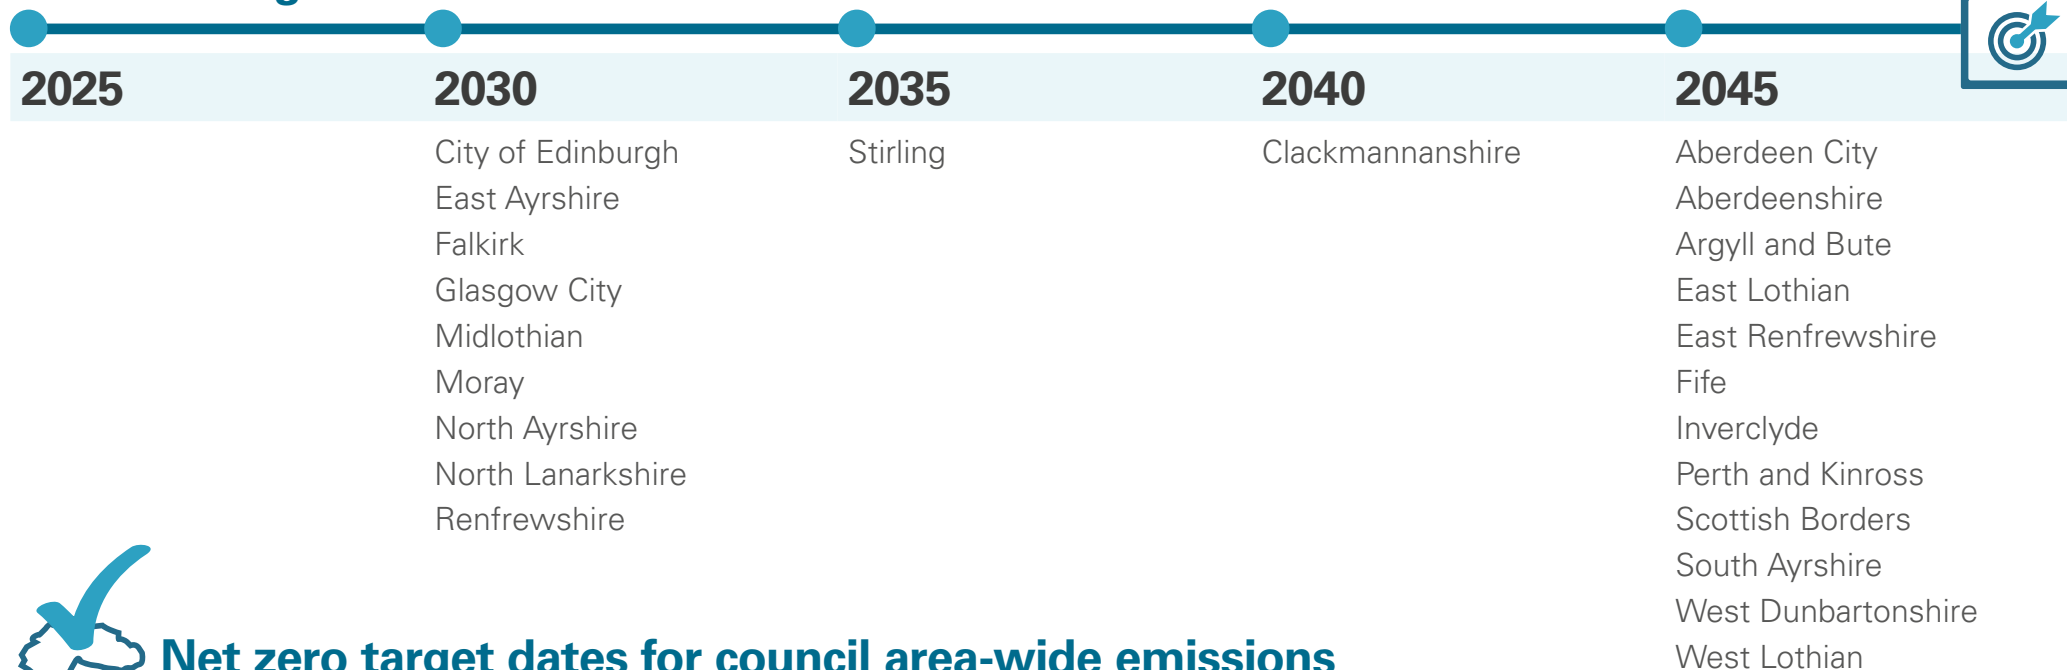 2025
2030
City of Edinburgh
East Ayrshire
Falkirk
Glasgow City
Midlothian
Moray
North Ayrshire
North Lanarkshire
Renfrewshire
2035
Stirling
2040
Clackmannanshire
2045
Aberdeen City
Aberdeenshire
Argyll and Bute
East Lothian
East Renfrewshire
Fife
Inverclyde
Perth and Kinross
Scottish Borders
South Ayrshire
West Dunbartonshire
West Lothian
Net zero target dates for council area-wide emissions